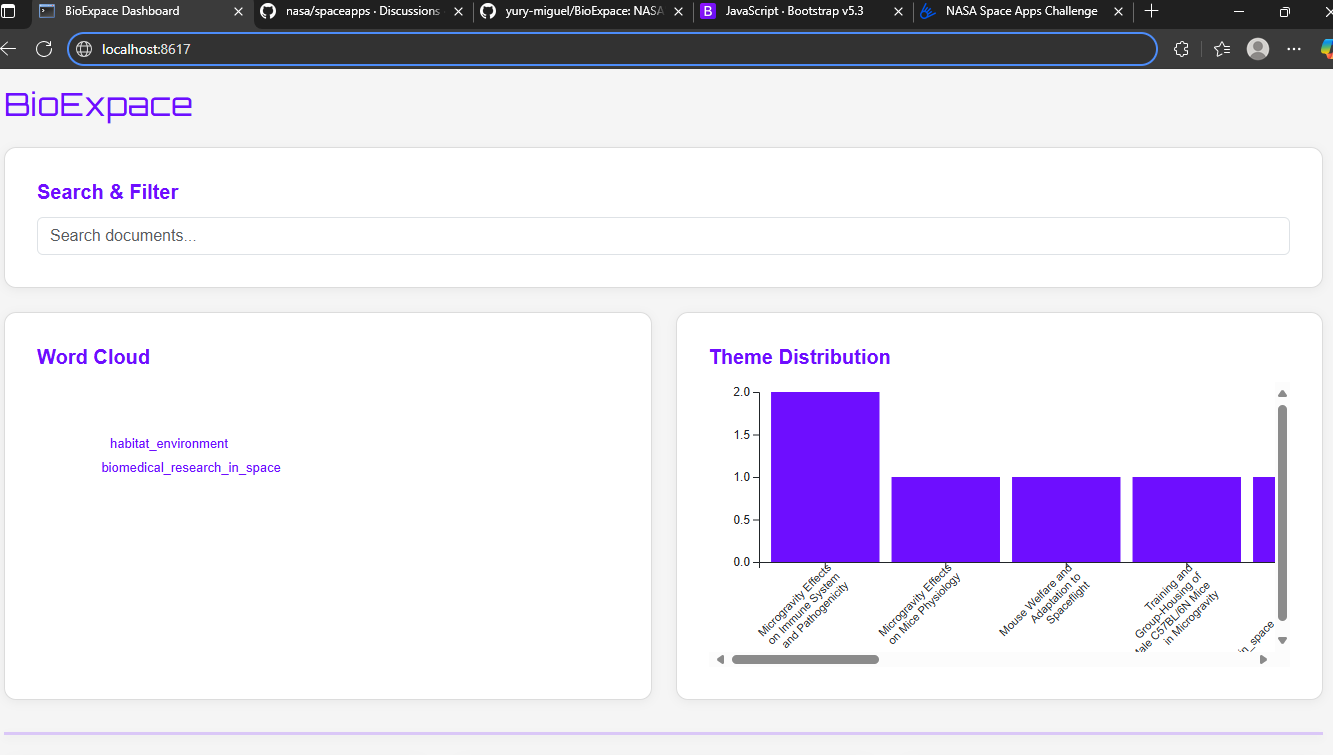 BioExpace Dashboard
nasa/spaceapps · Discussions
yury-miguel/BioExpace: NASA
B
JavaScript · Bootstrap v5.3
NASA Space Apps Challenge
localhost:8617
BioExpace
Search & Filter
Search documents...
Word Cloud
habitat_environment
biomedical_research_in_space
Theme Distribution
2.0
1.5
1.0
0.5
0.0
Microgravity Effects
on Immune System
and Pathogenicity
Microgravity Effects
on Mice Physiology
Mouse Welfare and
Adaptation to
Spaceflight
Training and
Group-Housing of
ale C57BL/6N Mice
in Microgravity
in_space